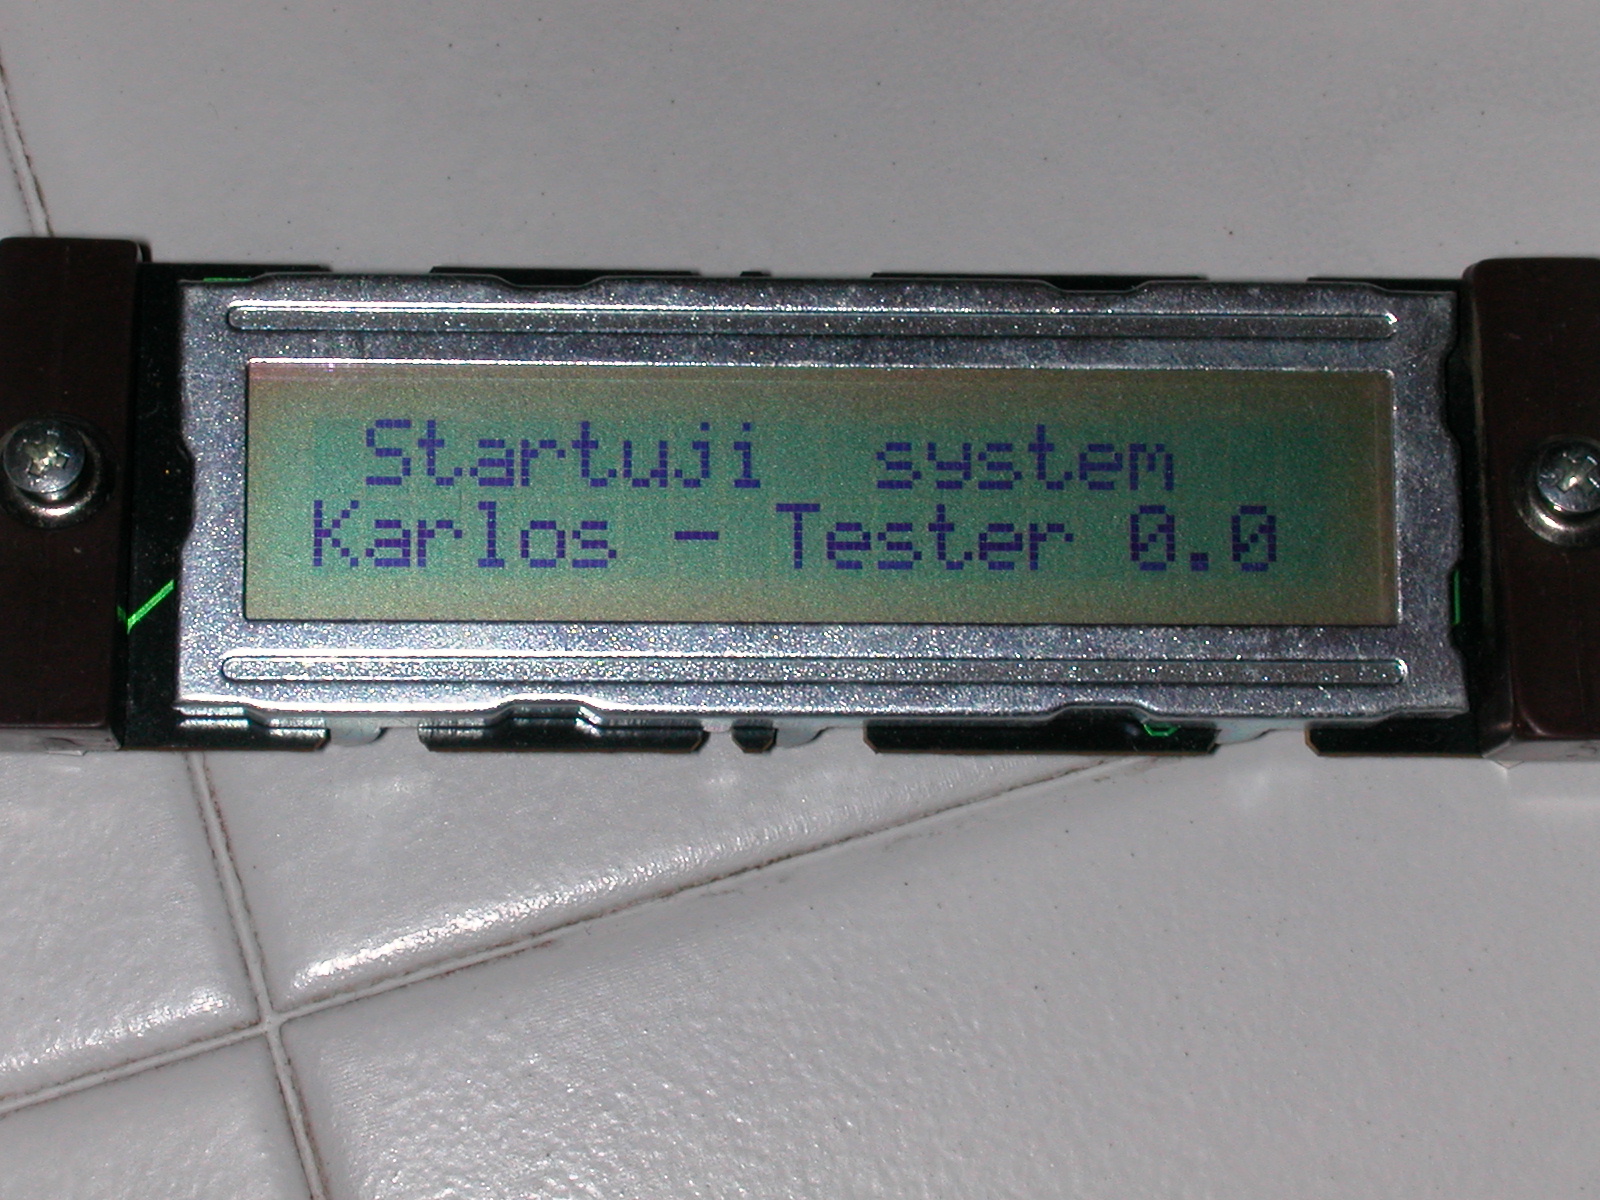 Startuji system
Karlos - Tester 0.0